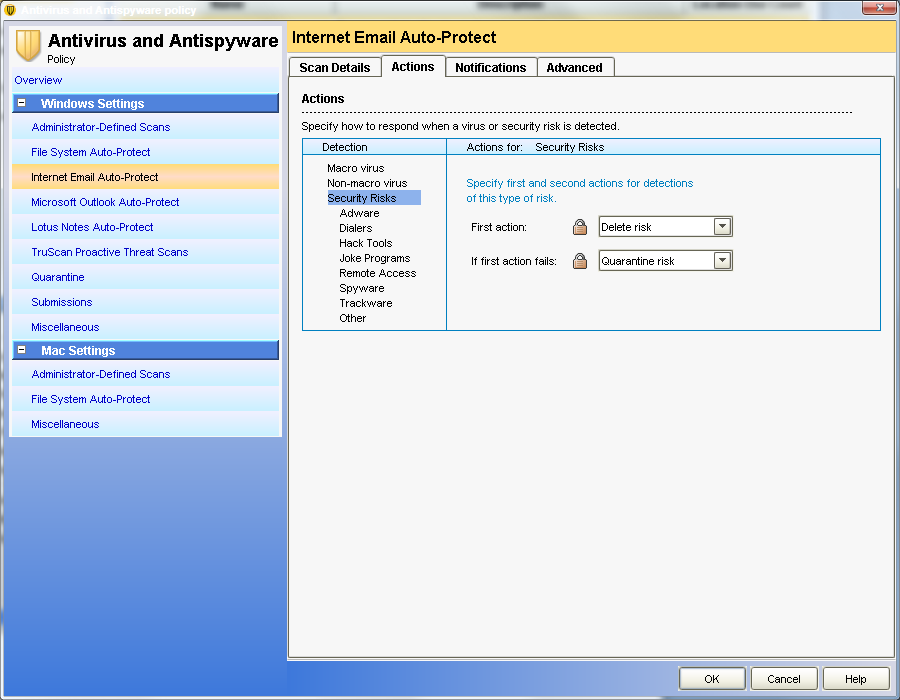 Antivirus and Antispyware policy
Antivirus and Antispyware
Policy
Overview
Windows Settings
Administrator-Defined Scans
File System Auto-Protect
Internet Email Auto-Protect
Microsoft Outlook Auto-Protect
Lotus Notes Auto-Protect
TruScan Proactive Threat Scans
Quarantine
Submissions
Miscellaneous
Mac Settings
Administrator-Defined Scans
File System Auto-Protect
Miscellaneous
Internet Email Auto-Protect
Scan Details Actions Notifications Advanced
Actions
Specify how to respond when a virus or security risk is detected.
Detection
Macro virus
Non-macro virus
Security Risks
Adware
Dialers
Hack Tools
Joke Programs
Remote Access
Spyware
Trackware
Other
Actions for: Security Risks
Specify first and second actions for detections
of this type of risk.
First action: Delete risk
If first action fails: Quarantine risk
OK Cancel Help